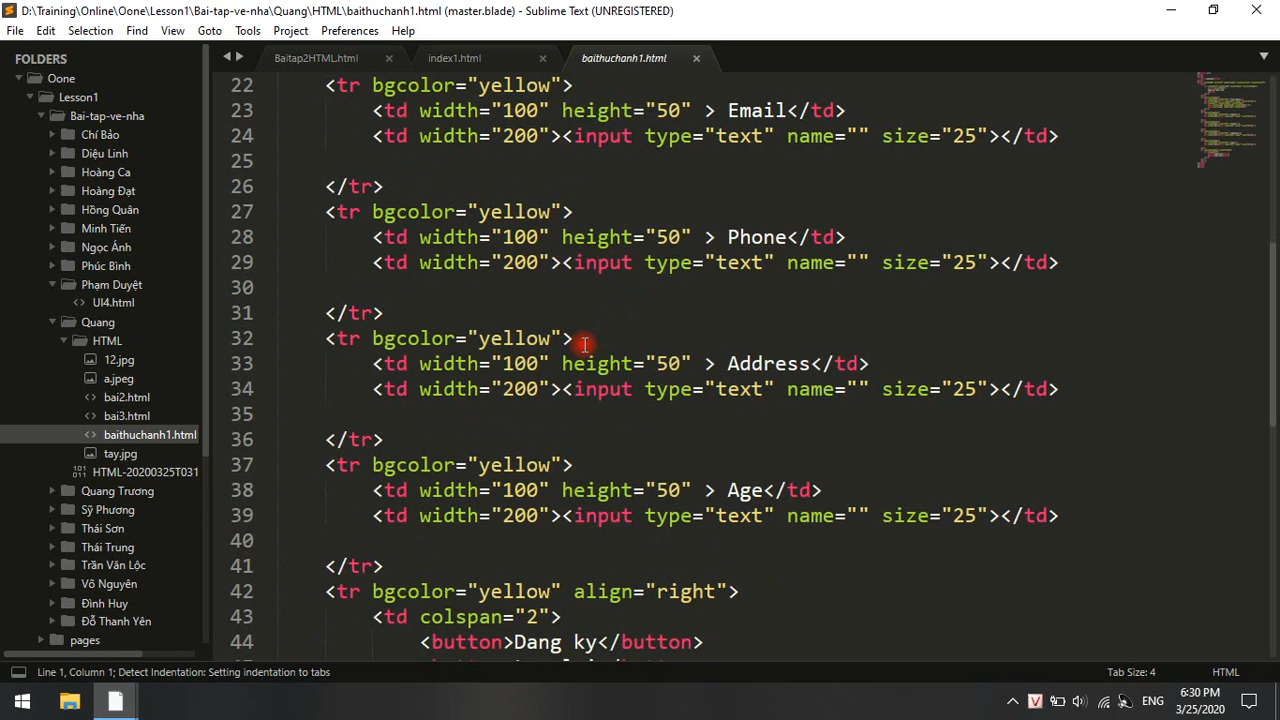 D:\Training\Online\Oone\Lesson1\Bai-tap-ve-nha\Quang\HTML\baithuchanh1.html (master.blade) - Sublime Text (UNREGISTERED)
File Edit Selection Find View Goto Tools Project Preferences Help
FOLDERS
Oone
Lesson1
Bai-tap-ve-nha
Chí Bảo
Diệu Linh
Hoàng Ca
Hoàng Đạt
Hồng Quân
Minh Tiến
Ngọc Ánh
Phúc Bình
Phạm Duyệt
UI4.html
Quang
HTML
12.jpg
a.jpeg
bai2.html
bai3.html
baithuchanh1.html
tay.jpg
HTML-20200325T031
Quang Trương
Sỹ Phương
Thái Sơn
Thái Trung
Trần Văn Lộc
Võ Nguyên
Đình Huy
Đỗ Thanh Yên
pages
Baitap2HTML.html index1.html baithuchanh1.html
22 <tr bgcolor="yellow">
23 <td width="100" height="50" > Email</td>
24 <td width="200"><input type="text" name="" size="25"></td>
25
26 </tr>
27 <tr bgcolor="yellow">
28 <td width="100" height="50" > Phone</td>
29 <td width="200"><input type="text" name="" size="25"></td>
30
31 </tr>
32 <tr bgcolor="yellow">
33 <td width="100" height="50" > Address</td>
34 <td width="200"><input type="text" name="" size="25"></td>
35
36 </tr>
37 <tr bgcolor="yellow">
38 <td width="100" height="50" > Age</td>
39 <td width="200"><input type="text" name="" size="25"></td>
40
41 </tr>
42 <tr bgcolor="yellow" align="right">
43 <td colspan="2">
44 <button>Dang ky</button>
Line 1, Column 1; Detect Indentation: Setting indentation to tabs Tab Size: 4 HTML
V ENG 6:30 PM
3/25/2020